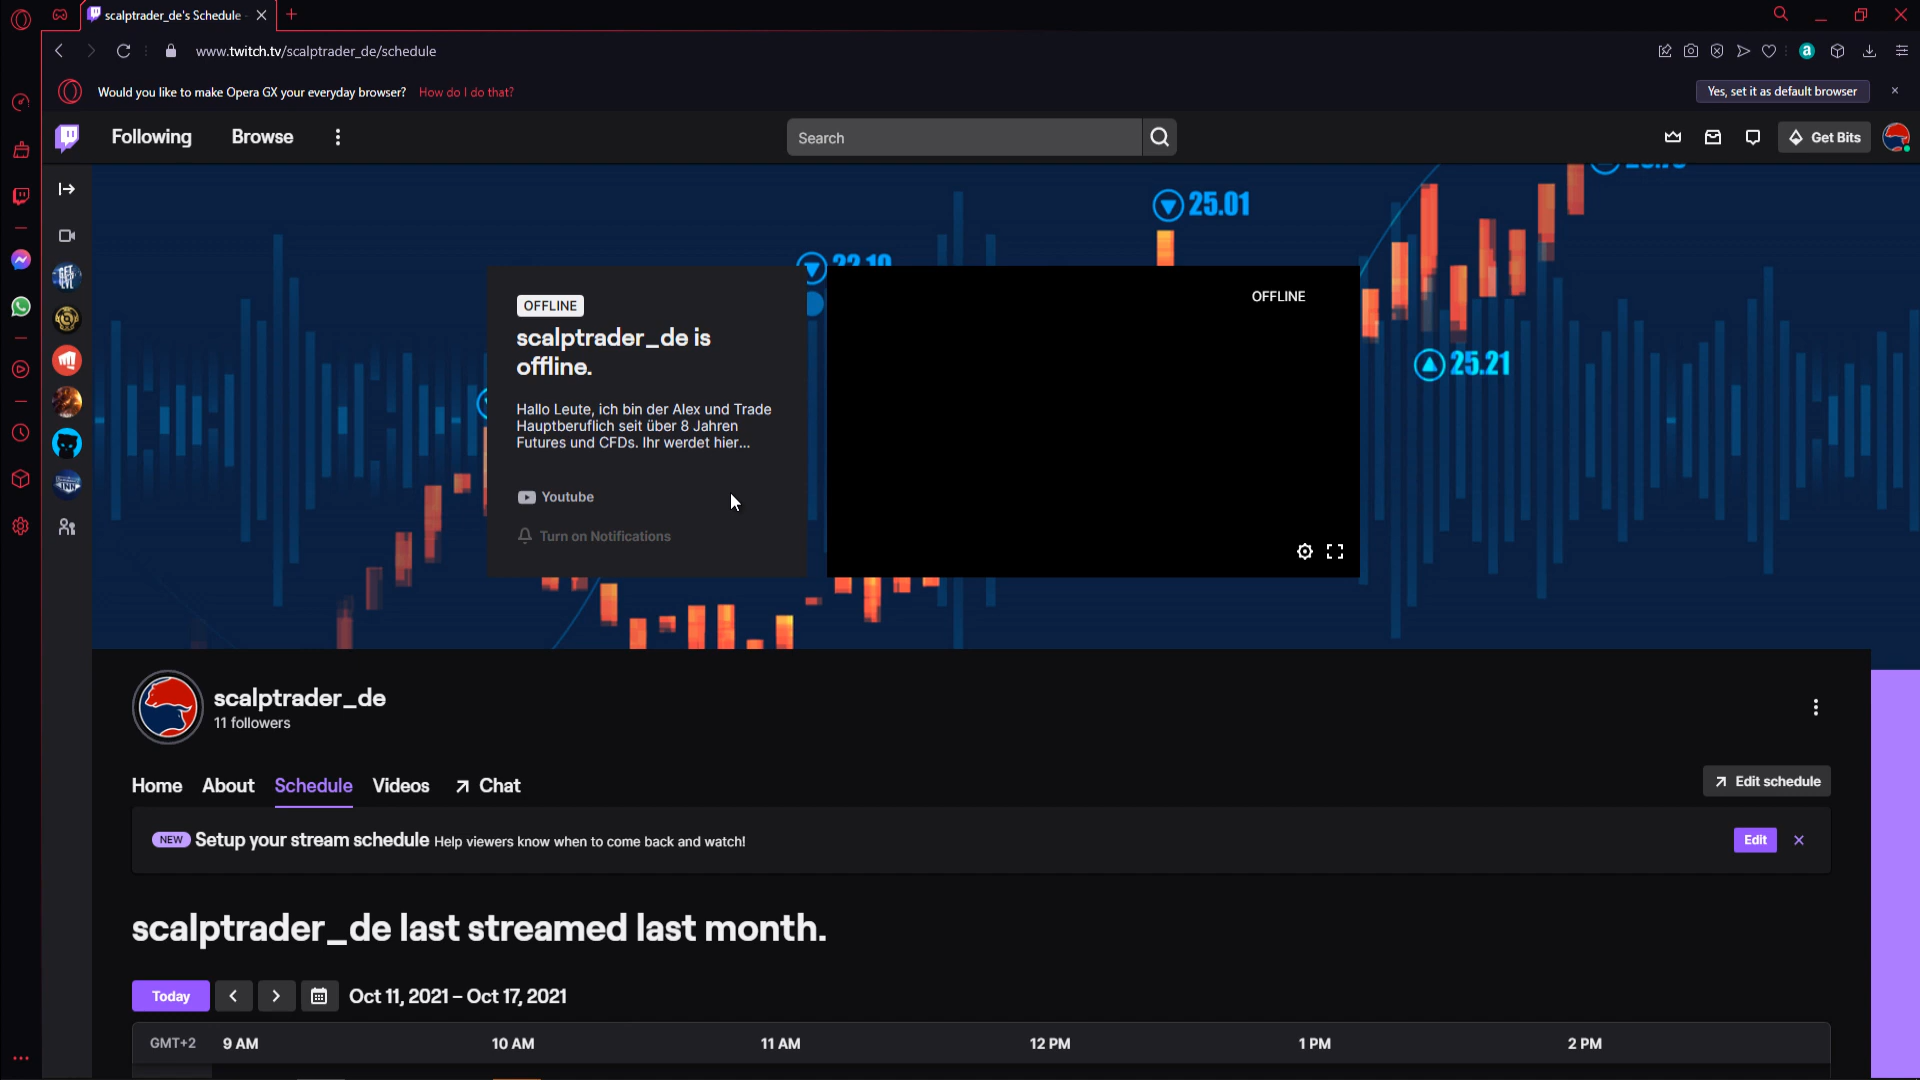 scalptrader_de's Schedule
www.twitch.tv/scalptrader_de/schedule
Would you like to make Opera GX your everyday browser? How do I do that?
Yes, set it as default browser
Following Browse
Search
Get Bits
25.01
25.21
OFFLINE
scalptrader_de is
offline.
Hallo Leute, ich bin der Alex und Trade
Hauptberuflich seit über 8 Jahren
Futures und CFDs. Ihr werdet hier...
Youtube
Turn on Notifications
OFFLINE
scalptrader_de
11 followers
Home About Schedule Videos Chat
Edit schedule
NEW Setup your stream schedule Help viewers know when to come back and watch!
Edit
scalptrader_de last streamed last month.
Today Oct 11, 2021 – Oct 17, 2021
GMT+2 9 AM 10 AM 11 AM 12 PM 1 PM 2 PM